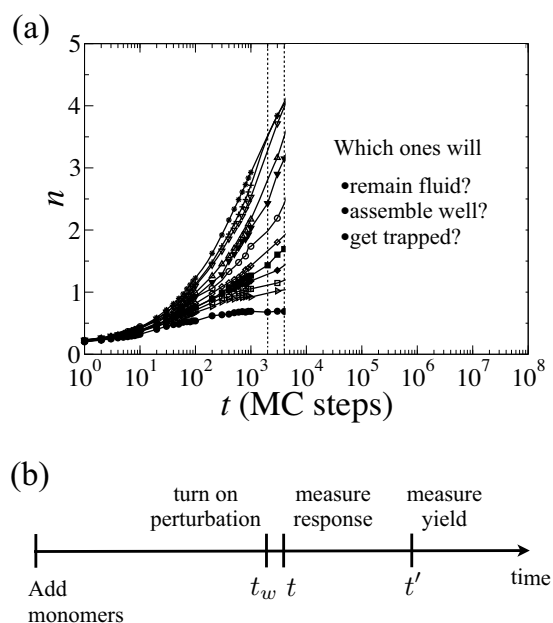 (a)
5
4
3
2
1
0
n
10^0 10^1 10^2 10^3 10^4 10^5 10^6 10^7 10^8
t (MC steps)
Which ones will
•remain fluid?
•assemble well?
•get trapped?
(b)
turn on measure measure
perturbation response yield
Add t_w t t′ time
monomers